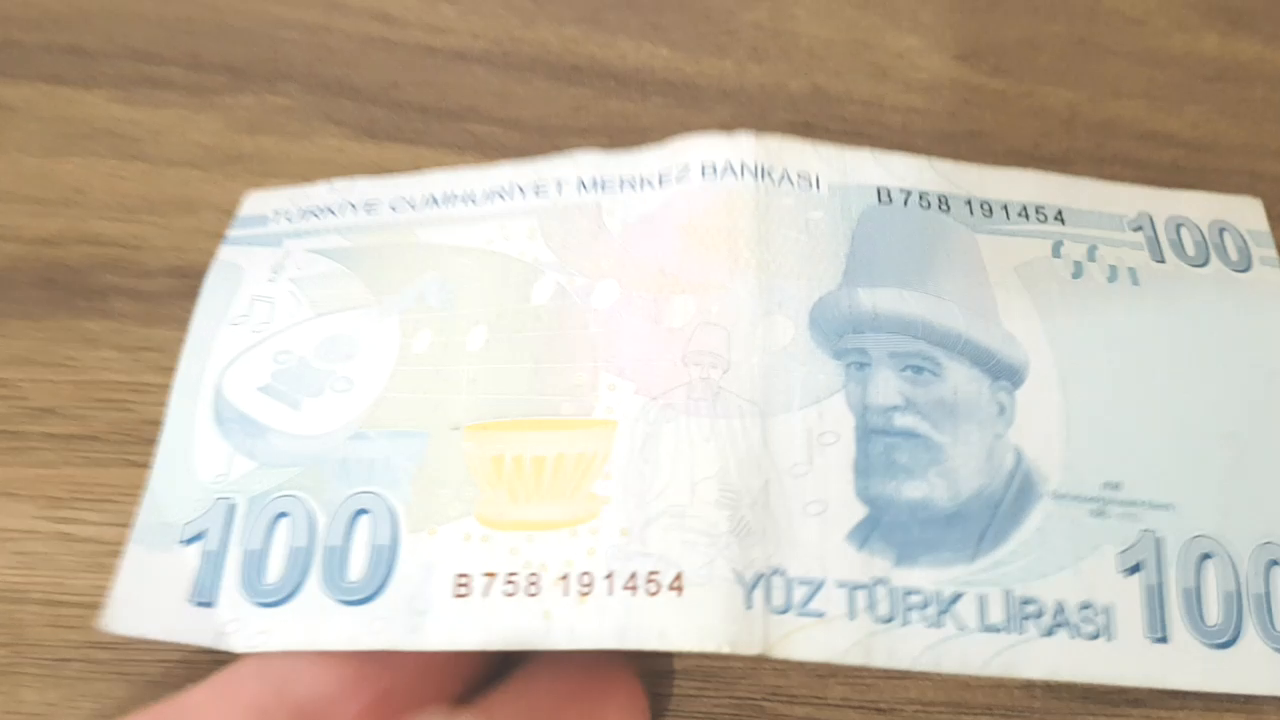 TÜRKİYE CUMHURİYET MERKEZ BANKASI
B758 191454
100
100
B758 191454
YÜZ TÜRK LİRASI
100